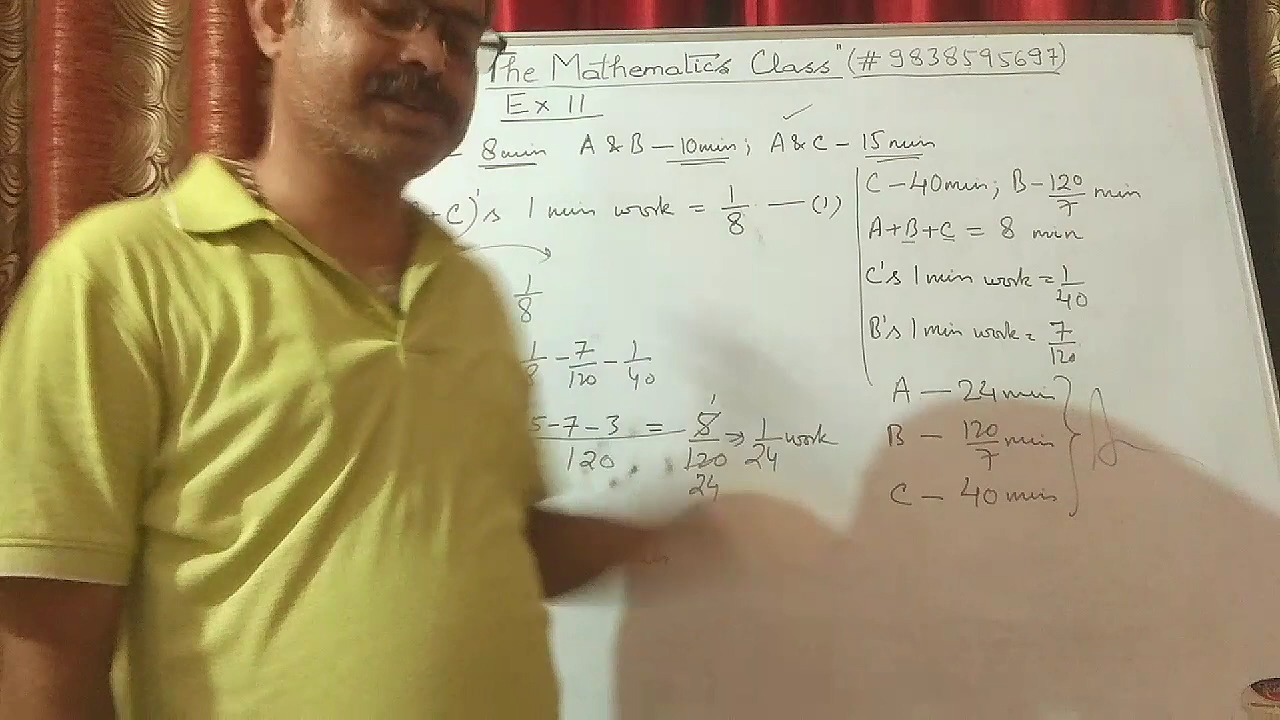 "The Mathematics Class" (# 9838595697)
Ex 11
- 8 min A & B - 10 min; A & C - 15 min
+ C)'s 1 min work = 1/8 — (1)
1/8
1/8 - 7/120 - 1/40
5-7-3/120 = 8/120 ⇒ 1/24 work
1
24
C - 40 min; B - 120/7 min
A + B + C = 8 min
C's 1 min work = 1/40
B's 1 min work = 7/120
A — 24 min
B — 120/7 min
C — 40 min